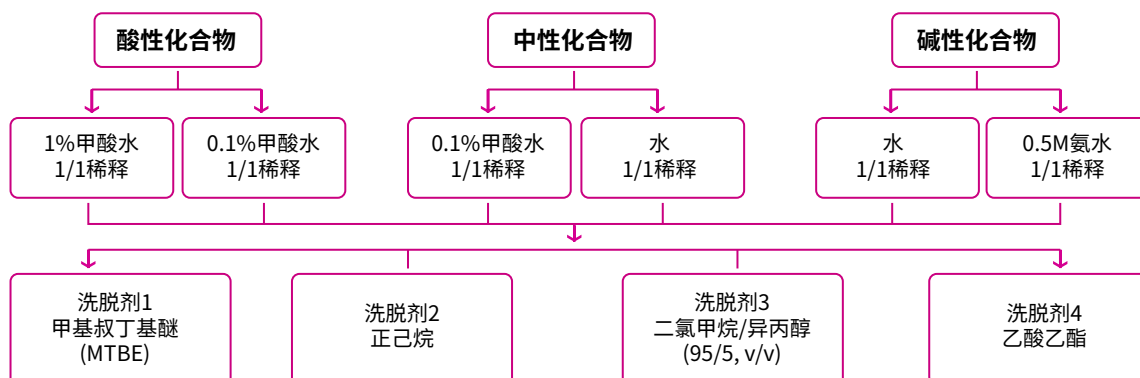 酸性化合物
中性化合物
碱性化合物
1%甲酸水
1/1稀释
0.1%甲酸水
1/1稀释
0.1%甲酸水
1/1稀释
水
1/1稀释
水
1/1稀释
0.5M氨水
1/1稀释
洗脱剂1
甲基叔丁基醚
(MTBE)
洗脱剂2
正己烷
洗脱剂3
二氯甲烷/异丙醇
(95/5, v/v)
洗脱剂4
乙酸乙酯